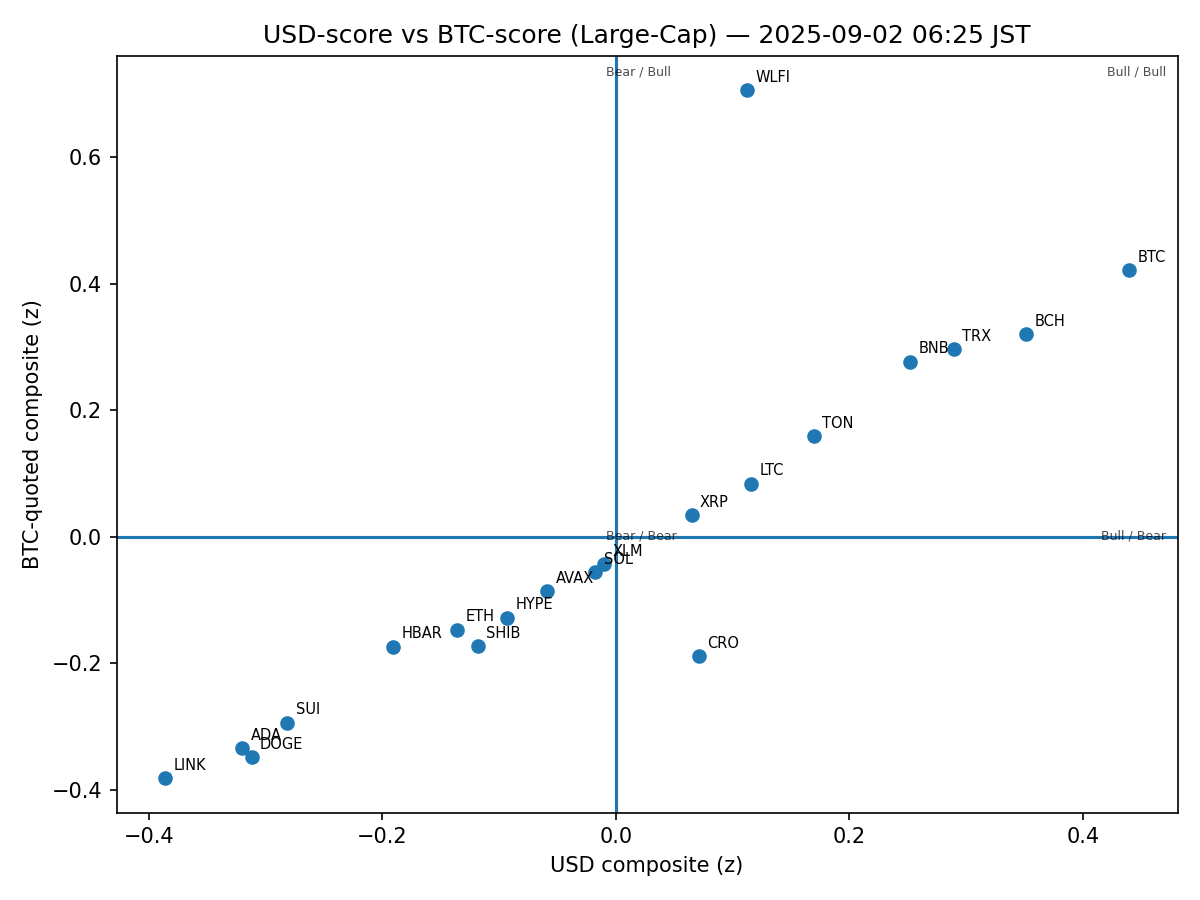 USD-score vs BTC-score (Large-Cap) — 2025-09-02 06:25 JST
Bear / Bull
Bull / Bull
WLFI
0.6
BTC
0.4
BCH
TRX
BNB
0.2
TON
LTC
XRP
0.0
Bear / Bear
Bull / Bear
XLM
SOL
AVAX
HYPE
ETH
SHIB
HBAR
CRO
−0.2
SUI
ADA
DOGE
LINK
−0.4
BTC-quoted composite (z)
−0.4
−0.2
0.0
0.2
0.4
USD composite (z)